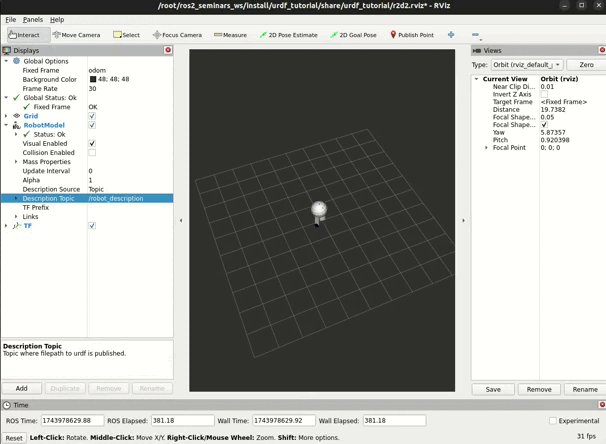 /root/ros2_seminars_ws/install/urdf_tutorial/share/urdf_tutorial/r2d2.rviz* - RViz
File Panels Help
Interact Move Camera Select Focus Camera Measure 2D Pose Estimate 2D Goal Pose Publish Point
Displays
Global Options
Fixed Frame odom
Background Color 48; 48; 48
Frame Rate 30
Global Status: Ok
Fixed Frame OK
Grid
RobotModel
Status: Ok
Visual Enabled
Collision Enabled
Mass Properties
Update Interval 0
Alpha 1
Description Source Topic
Description Topic /robot_description
TF Prefix
Links
TF
Description Topic
Topic where filepath to urdf is published.
Add Duplicate Remove Rename
Views
Type: Orbit (rviz_default_ Zero
Current View Orbit (rviz)
Near Clip Di... 0.01
Invert Z Axis
Target Frame <Fixed Frame>
Distance 19.7382
Focal Shape... 0.05
Focal Shape...
Yaw 5.87357
Pitch 0.920398
Focal Point 0; 0; 0
Save Remove Rename
Time
ROS Time: 1743978629.88 ROS Elapsed: 381.18 Wall Time: 1743978629.92 Wall Elapsed: 381.18 Experimental
Reset Left-Click: Rotate. Middle-Click: Move X/Y. Right-Click/Mouse Wheel: Zoom. Shift: More options. 31 fps